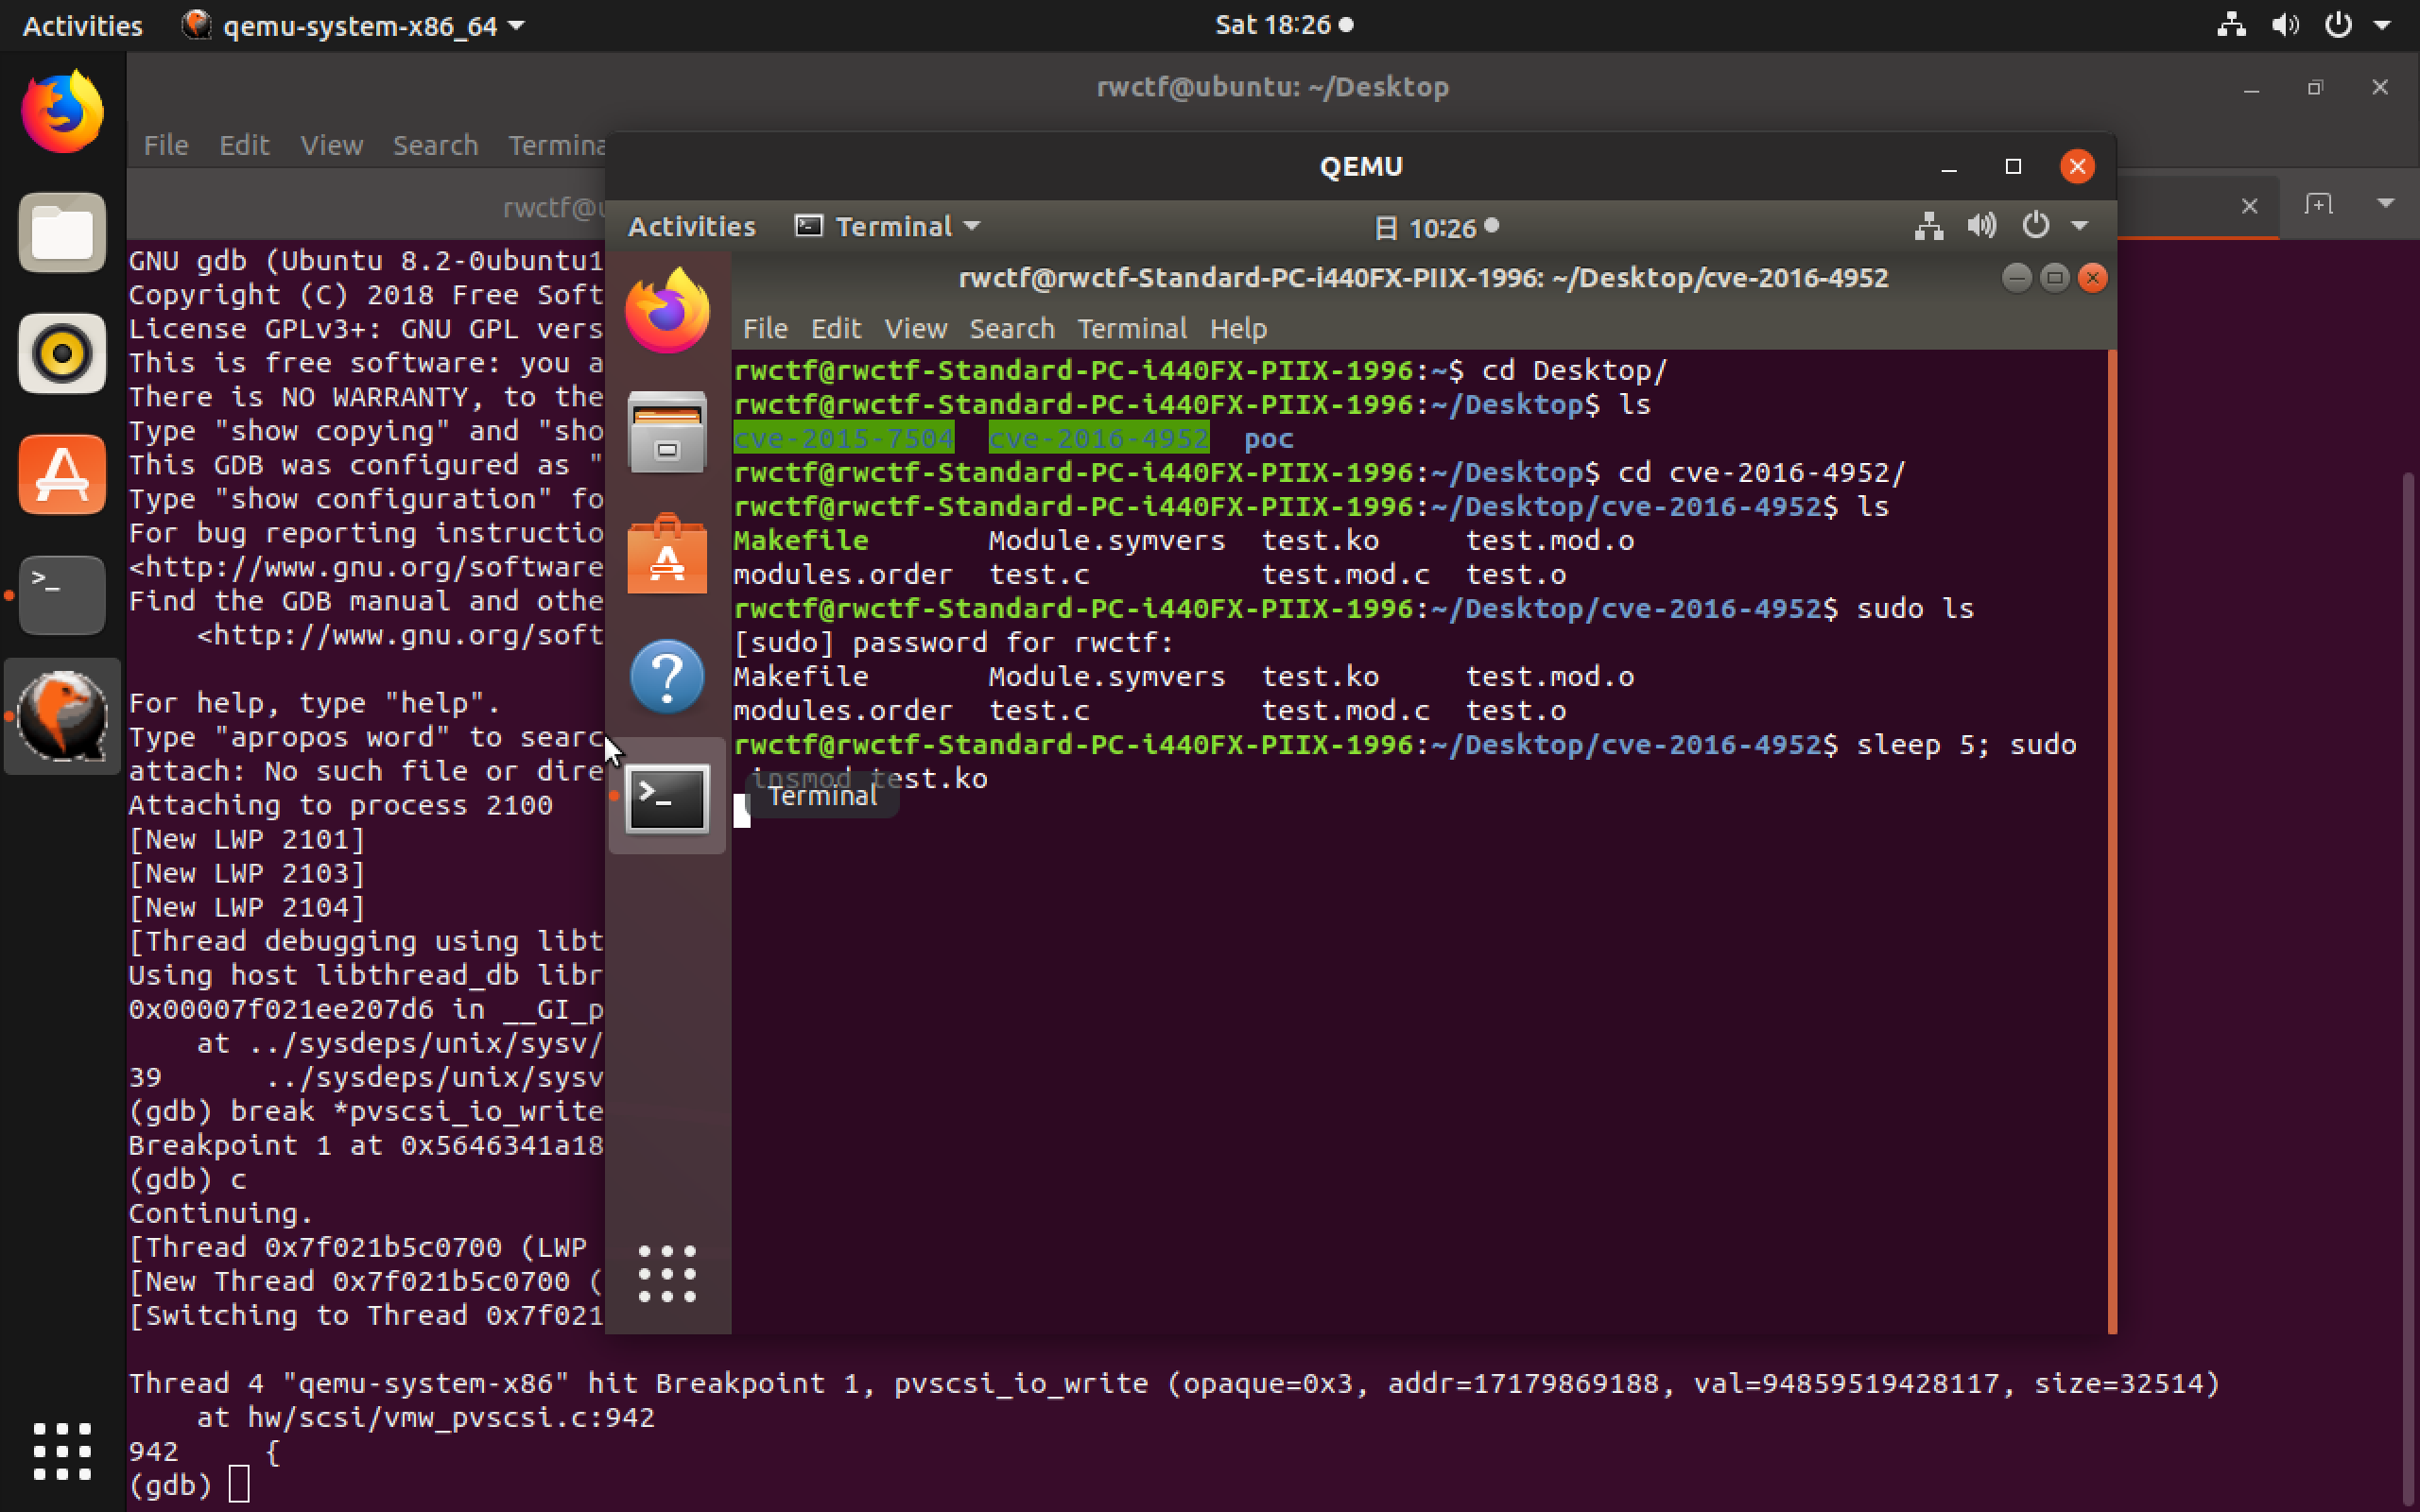 Activities qemu-system-x86_64 Sat 18:26
rwctf@ubuntu: ~/Desktop
File Edit View Search Termina
rwctf@u
GNU gdb (Ubuntu 8.2-0ubuntu1
Copyright (C) 2018 Free Soft
License GPLv3+: GNU GPL vers
This is free software: you a
There is NO WARRANTY, to the
Type "show copying" and "sho
This GDB was configured as "
Type "show configuration" fo
For bug reporting instructio
<http://www.gnu.org/software
Find the GDB manual and othe
<http://www.gnu.org/soft
For help, type "help".
Type "apropos word" to searc
attach: No such file or dire
Attaching to process 2100
[New LWP 2101]
[New LWP 2103]
[New LWP 2104]
[Thread debugging using libt
Using host libthread_db libr
0x00007f021ee207d6 in __GI_p
at ../sysdeps/unix/sysv/
39 ../sysdeps/unix/sysv
(gdb) break *pvscsi_io_write
Breakpoint 1 at 0x5646341a18
(gdb) c
Continuing.
[Thread 0x7f021b5c0700 (LWP
[New Thread 0x7f021b5c0700 (
[Switching to Thread 0x7f021
Thread 4 "qemu-system-x86" hit Breakpoint 1, pvscsi_io_write (opaque=0x3, addr=17179869188, val=94859519428117, size=32514)
at hw/scsi/vmw_pvscsi.c:942
942 {
(gdb)
QEMU
Activities Terminal 日 10:26
rwctf@rwctf-Standard-PC-i440FX-PIIX-1996: ~/Desktop/cve-2016-4952
File Edit View Search Terminal Help
rwctf@rwctf-Standard-PC-i440FX-PIIX-1996:~$ cd Desktop/
rwctf@rwctf-Standard-PC-i440FX-PIIX-1996:~/Desktop$ ls
cve-2015-7504 cve-2016-4952 poc
rwctf@rwctf-Standard-PC-i440FX-PIIX-1996:~/Desktop$ cd cve-2016-4952/
rwctf@rwctf-Standard-PC-i440FX-PIIX-1996:~/Desktop/cve-2016-4952$ ls
Makefile Module.symvers test.ko test.mod.o
modules.order test.c test.mod.c test.o
rwctf@rwctf-Standard-PC-i440FX-PIIX-1996:~/Desktop/cve-2016-4952$ sudo ls
[sudo] password for rwctf:
Makefile Module.symvers test.ko test.mod.o
modules.order test.c test.mod.c test.o
rwctf@rwctf-Standard-PC-i440FX-PIIX-1996:~/Desktop/cve-2016-4952$ sleep 5; sudo
insmod test.ko
Terminal